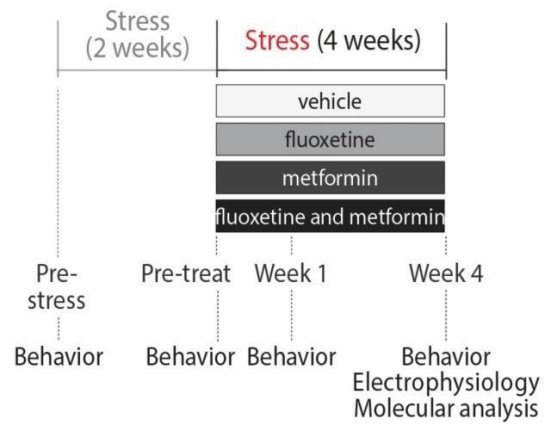 Stress
(2 weeks)
Stress (4 weeks)
vehicle
fluoxetine
metformin
fluoxetine and metformin
Pre-
stress
Pre-treat
Week 1
Week 4
Behavior
Behavior
Behavior
Behavior
Electrophysiology
Molecular analysis